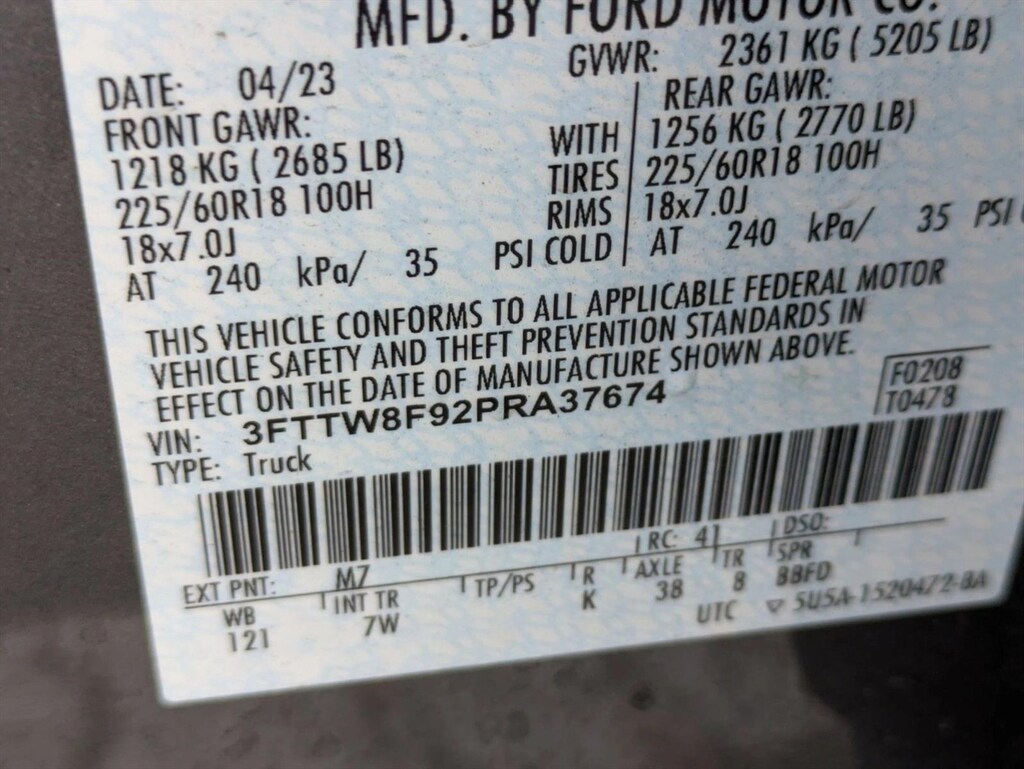 MFD. BY FORD MOTOR CO.
DATE: 04/23 GVWR: 2361 KG ( 5205 LB)
FRONT GAWR: REAR GAWR:
1218 KG ( 2685 LB) WITH 1256 KG ( 2770 LB)
225/60R18 100H TIRES 225/60R18 100H
18x7.0J RIMS 18x7.0J
AT 240 kPa/ 35 PSI COLD AT 240 kPa/ 35 PSI
THIS VEHICLE CONFORMS TO ALL APPLICABLE FEDERAL MOTOR
VEHICLE SAFETY AND THEFT PREVENTION STANDARDS IN
EFFECT ON THE DATE OF MANUFACTURE SHOWN ABOVE.
VIN: 3FTTW8F92PRA37674 F0208
TYPE: Truck T0478
EXT PNT: M7 RC: 41 DSO:
WB INT TR TP/PS R AXLE TR SPR
121 7W K 38 8 BBFD
UTC ▽ 5U5A-1520472-BA